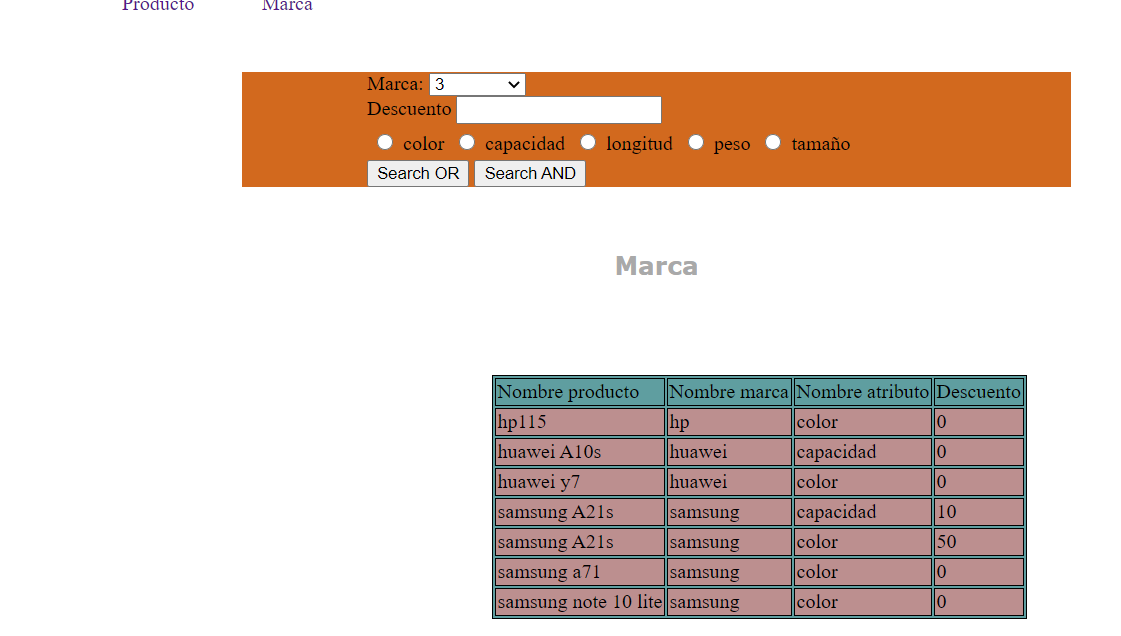 Producto Marca
Marca: 3
Descuento
color capacidad longitud peso tamaño
Search OR Search AND
Marca
Nombre producto Nombre marca Nombre atributo Descuento
hp115 hp color 0
huawei A10s huawei capacidad 0
huawei y7 huawei color 0
samsung A21s samsung capacidad 10
samsung A21s samsung color 50
samsung a71 samsung color 0
samsung note 10 lite samsung color 0